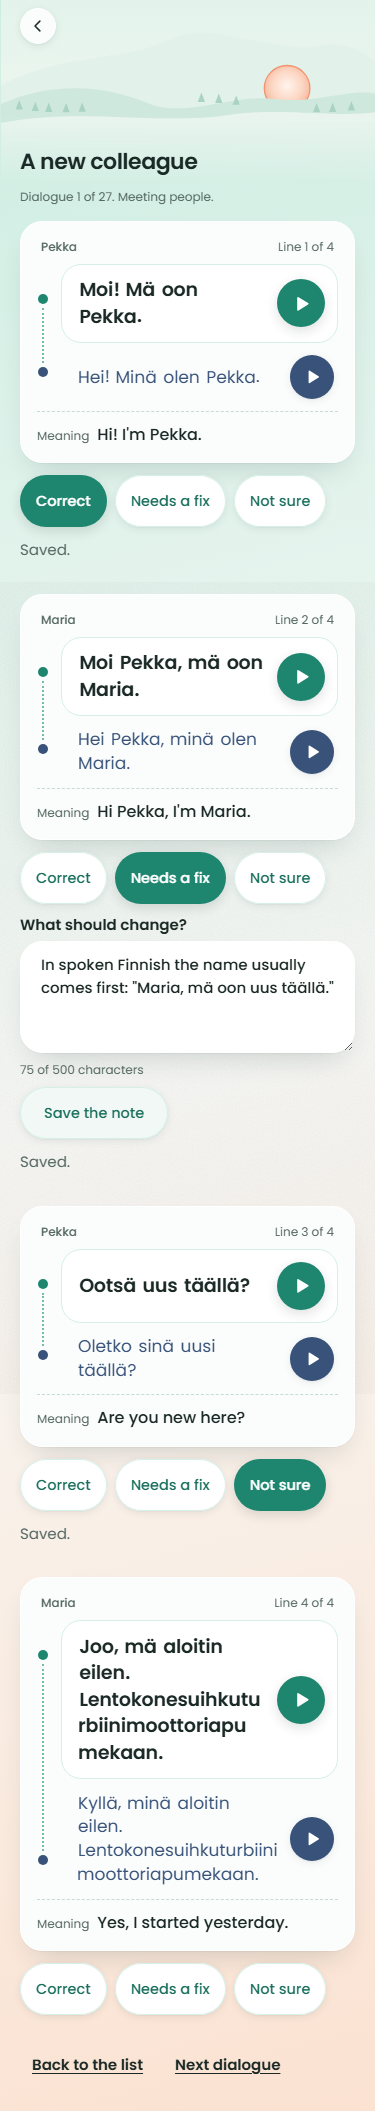 A new colleague
Dialogue 1 of 27. Meeting people.
Pekka
Line 1 of 4
Moi! Mä oon
Pekka.
Hei! Minä olen Pekka.
Meaning Hi! I'm Pekka.
Correct
Needs a fix
Not sure
Saved.
Maria
Line 2 of 4
Moi Pekka, mä oon
Maria.
Hei Pekka, minä olen
Maria.
Meaning Hi Pekka, I'm Maria.
Correct
Needs a fix
Not sure
What should change?
In spoken Finnish the name usually
comes first: "Maria, mä oon uus täällä."
75 of 500 characters
Save the note
Saved.
Pekka
Line 3 of 4
Ootsä uus täällä?
Oletko sinä uusi
täällä?
Meaning Are you new here?
Correct
Needs a fix
Not sure
Saved.
Maria
Line 4 of 4
Joo, mä aloitin
eilen.
Lentokonesuihkutu
rbiinimoottoriapu
mekaan.
Kyllä, minä aloitin
eilen.
Lentokonesuihkuturbiini
moottoriapumekaan.
Meaning Yes, I started yesterday.
Correct
Needs a fix
Not sure
Back to the list
Next dialogue